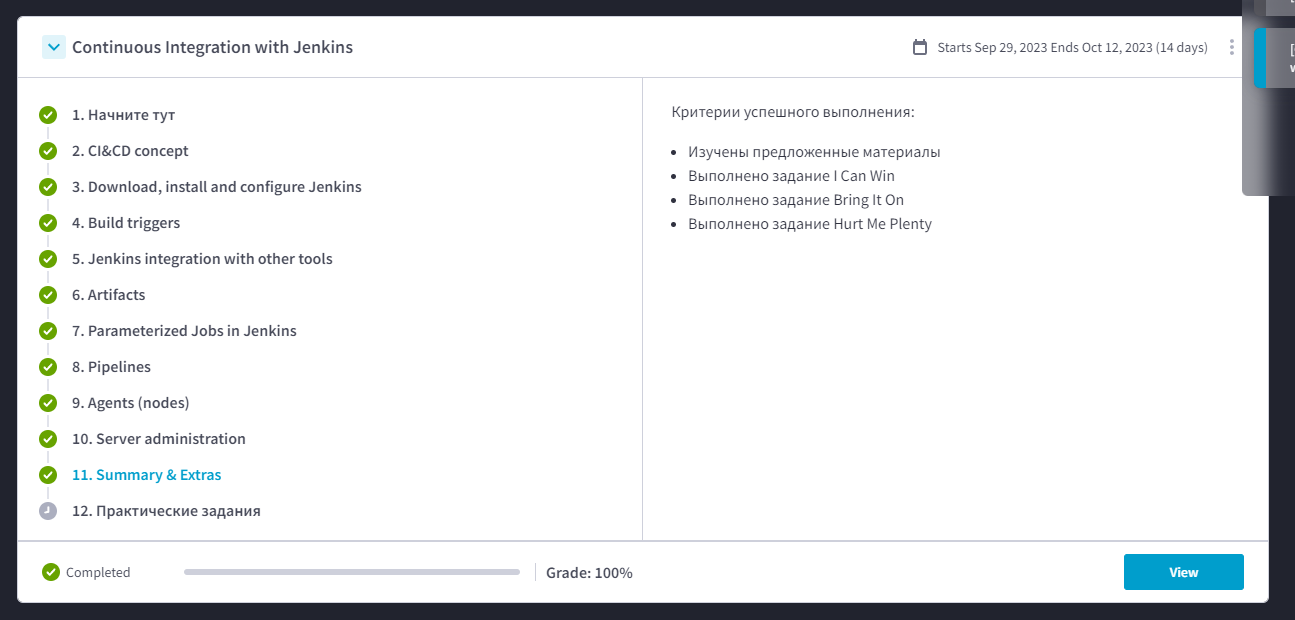 Continuous Integration with Jenkins
Starts Sep 29, 2023 Ends Oct 12, 2023 (14 days)
1. Начните тут
2. CI&CD concept
3. Download, install and configure Jenkins
4. Build triggers
5. Jenkins integration with other tools
6. Artifacts
7. Parameterized Jobs in Jenkins
8. Pipelines
9. Agents (nodes)
10. Server administration
11. Summary & Extras
12. Практические задания
Критерии успешного выполнения:
• Изучены предложенные материалы
• Выполнено задание I Can Win
• Выполнено задание Bring It On
• Выполнено задание Hurt Me Plenty
Completed
Grade: 100%
View